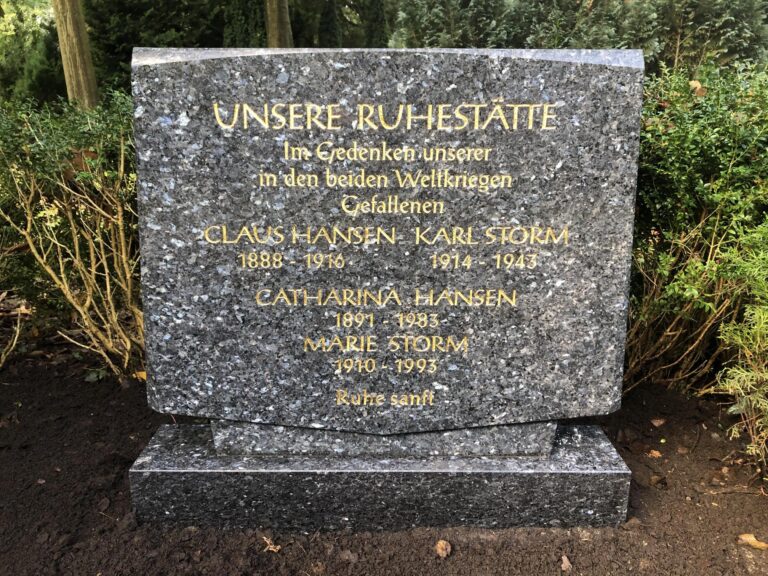 UNSERE RUHESTÄTTE
Im Gedenken unserer
in den beiden Weltkriegen
Gefallenen
CLAUS HANSEN KARL STORM
1888 - 1916 1914 - 1943
CATHARINA HANSEN
1891 - 1983
MARIE STORM
1910 - 1993
Ruhe sanft